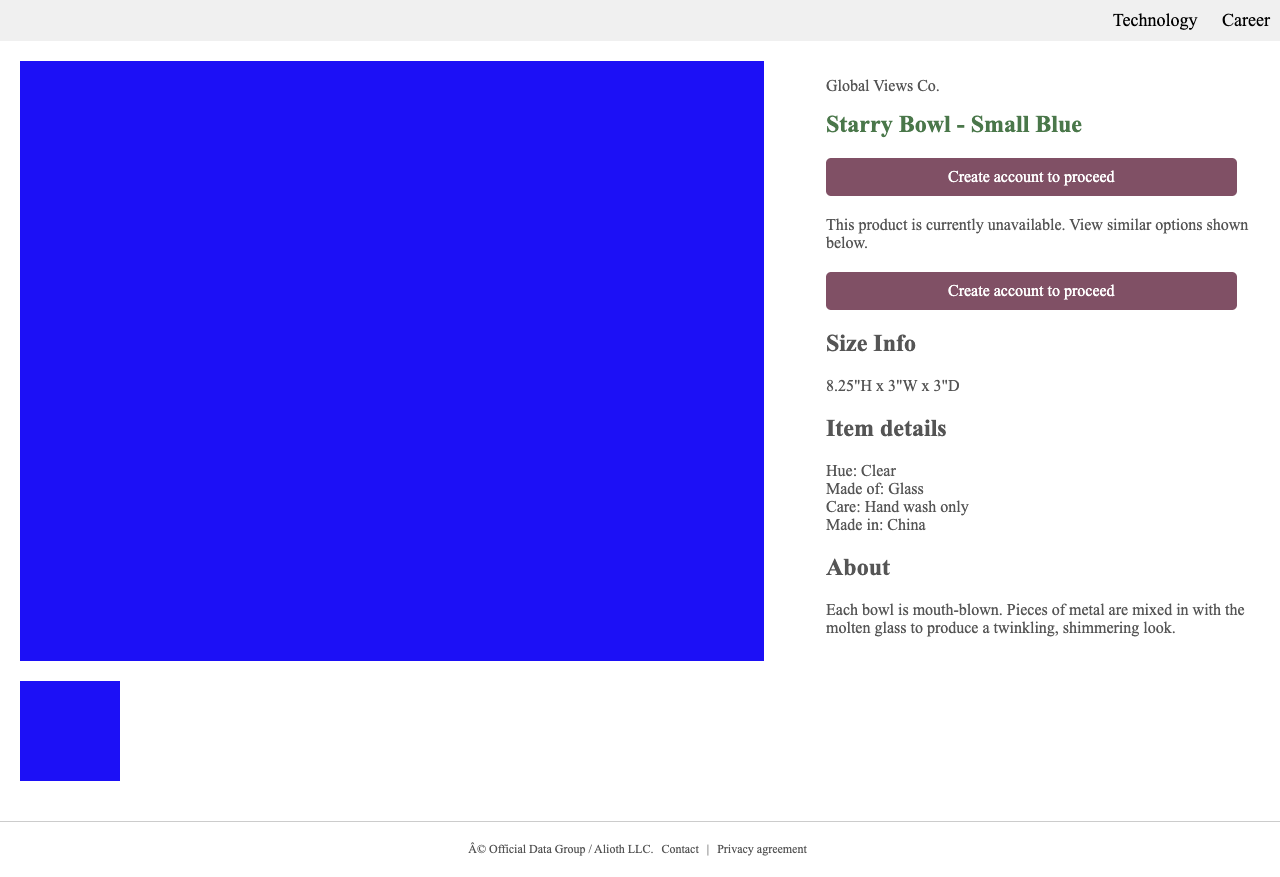 Technology Career
Global Views Co.
Starry Bowl - Small Blue
Create account to proceed
This product is currently unavailable. View similar options shown
below.
Create account to proceed
Size Info
8.25"H x 3"W x 3"D
Item details
Hue: Clear
Made of: Glass
Care: Hand wash only
Made in: China
About
Each bowl is mouth-blown. Pieces of metal are mixed in with the
molten glass to produce a twinkling, shimmering look.
Â© Official Data Group / Alioth LLC. Contact | Privacy agreement